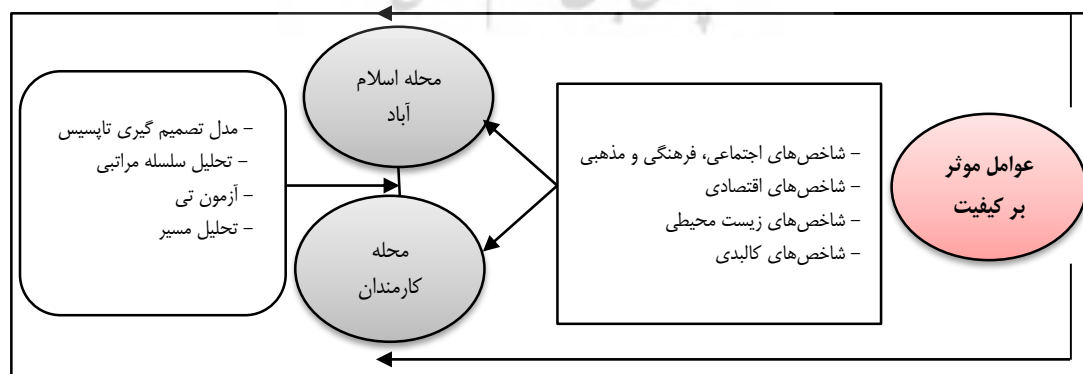 عوامل موثر
بر کیفیت
- شاخص‌های اجتماعی، فرهنگی و مذهبی
- شاخص‌های اقتصادی
- شاخص‌های زیست محیطی
- شاخص‌های کالبدی
محله اسلام
آباد
محله
کارمندان
- مدل تصمیم گیری تاپسیس
- تحلیل سلسله مراتبی
- آزمون تی
- تحلیل مسیر